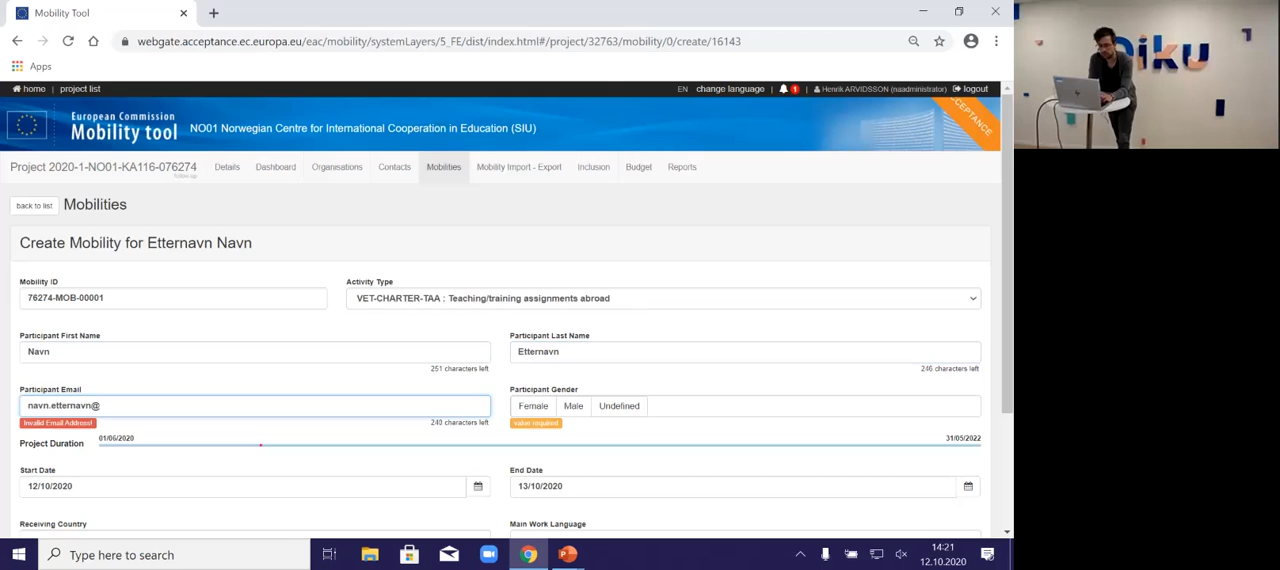 Mobility Tool
webgate.acceptance.ec.europa.eu/eac/mobility/systemLayers/5_FE/dist/index.html#/project/32763/mobility/0/create/16143
Apps
home | project list
EN change language | 1 | Henrik ARVIDSSON (naadministrator) logout
European Commission
Mobility tool
NO01 Norwegian Centre for International Cooperation in Education (SIU)
ACCEPTANCE
Project 2020-1-NO01-KA116-076274 Details Dashboard Organisations Contacts Mobilities Mobility Import - Export Inclusion Budget Reports
follow-up
back to list Mobilities
Create Mobility for Etternavn Navn
Mobility ID Activity Type
76274-MOB-00001 VET-CHARTER-TAA : Teaching/training assignments abroad
Participant First Name Participant Last Name
Navn Etternavn
251 characters left 246 characters left
Participant Email Participant Gender
navn.etternavn@ Female Male Undefined
Invalid Email Address! 240 characters left value required
Project Duration 01/06/2020 31/05/2022
Start Date End Date
12/10/2020 13/10/2020
Receiving Country Main Work Language
Type here to search
14:21
12.10.2020
diku